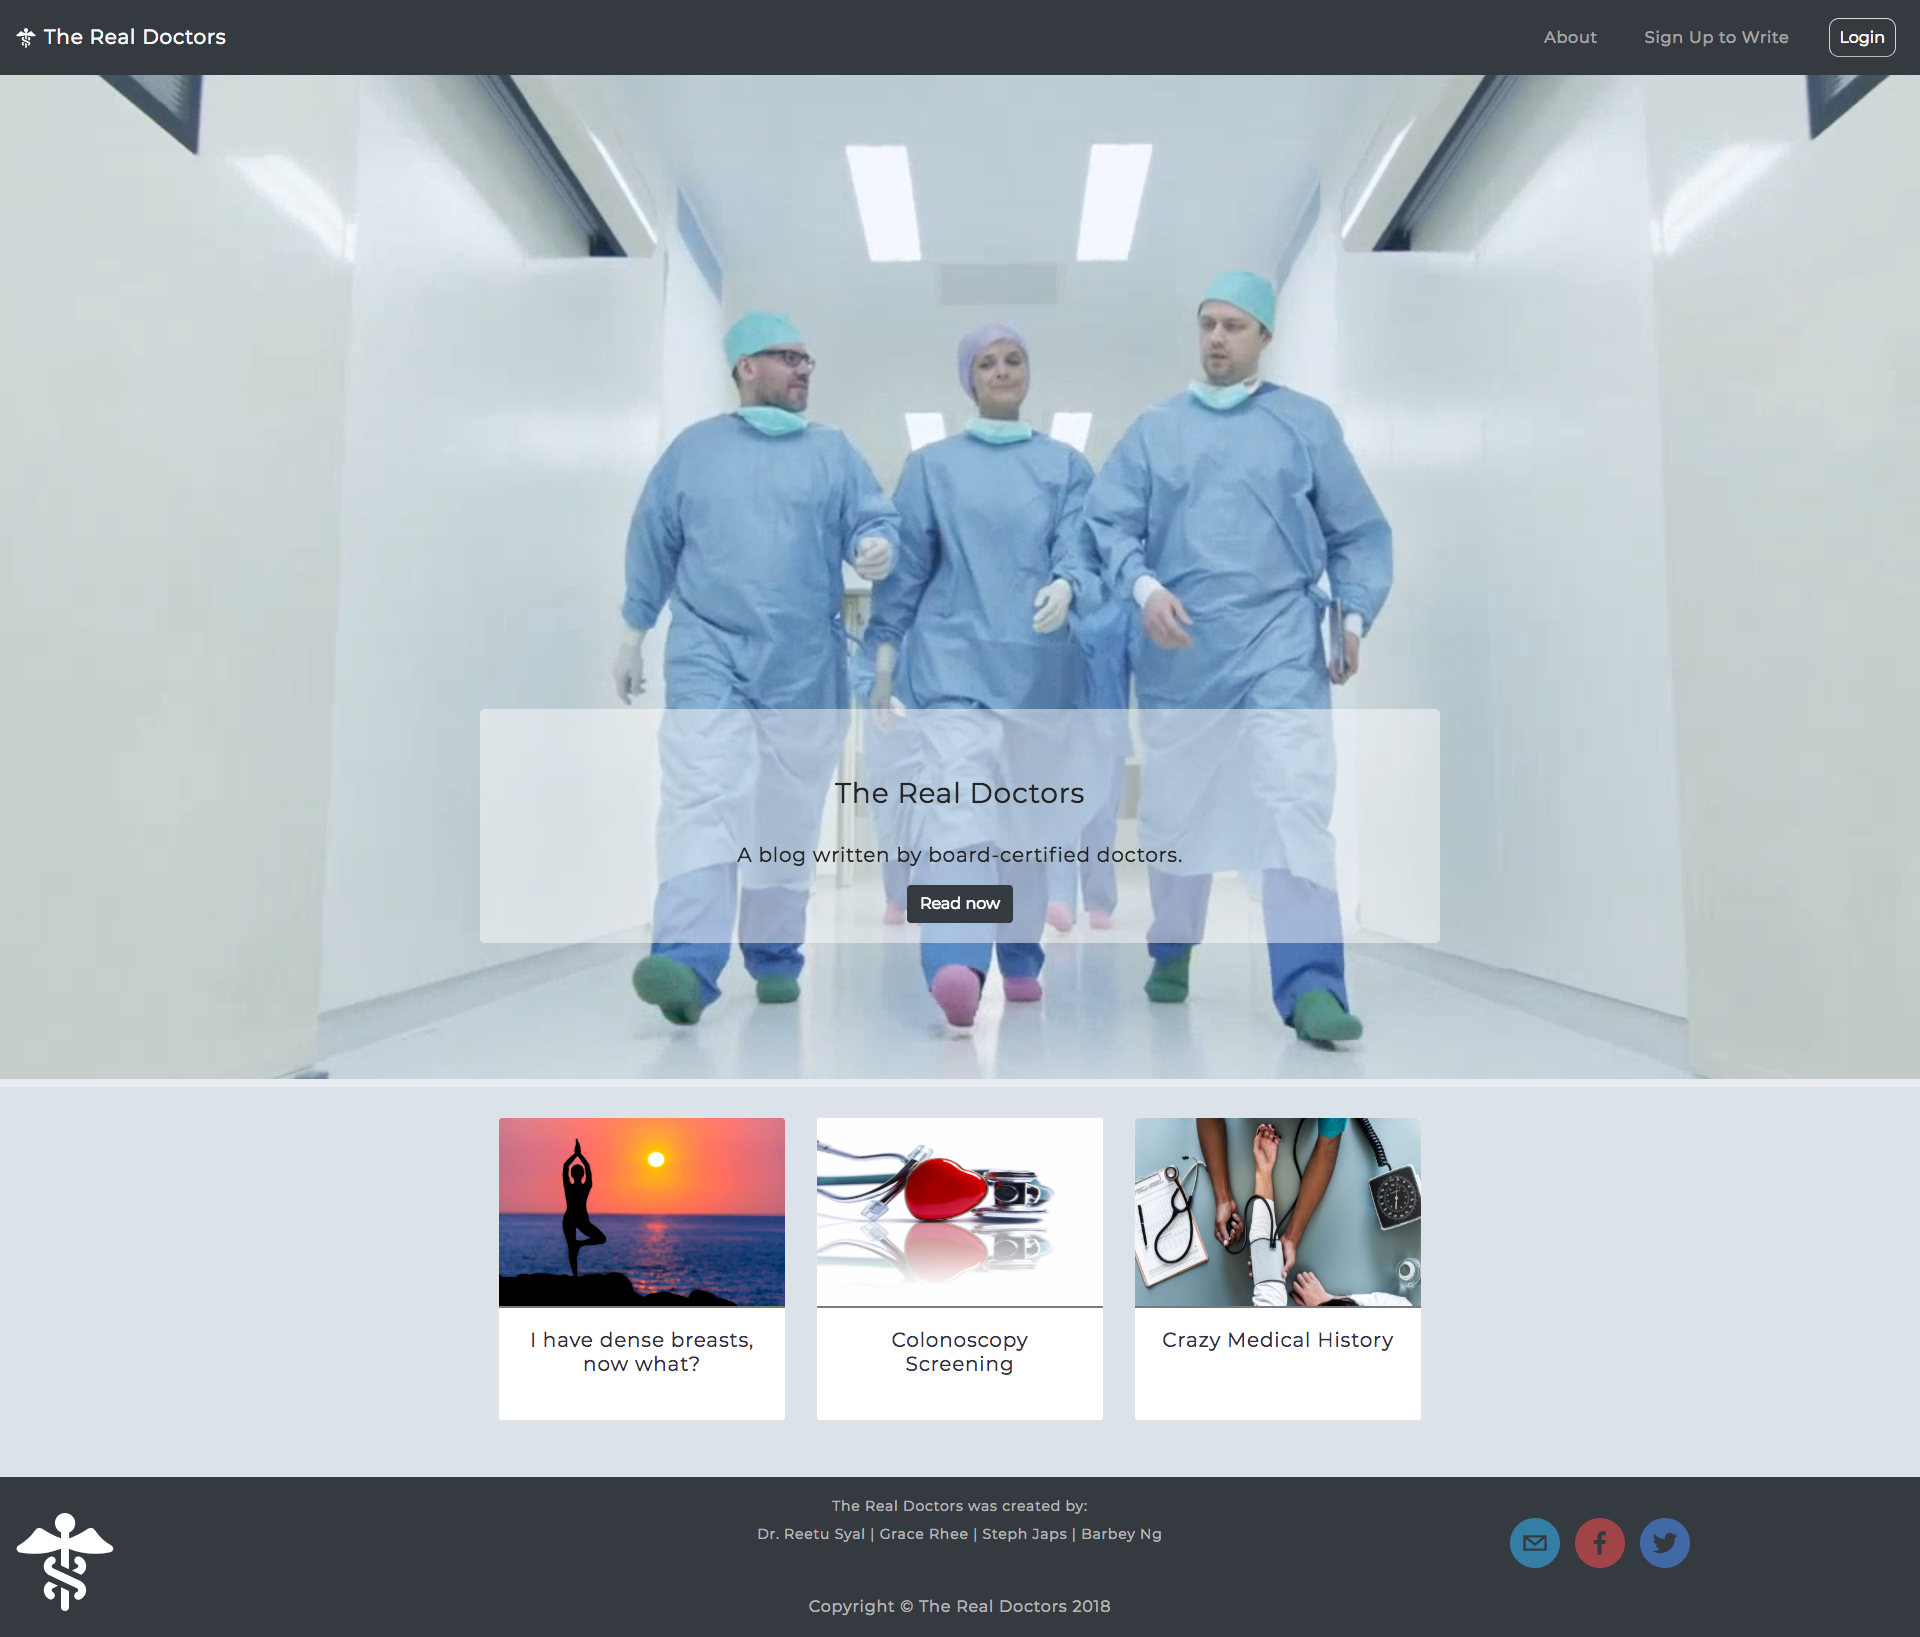 The Real Doctors
About
Sign Up to Write
Login
The Real Doctors
A blog written by board-certified doctors.
Read now
I have dense breasts,
now what?
Colonoscopy
Screening
Crazy Medical History
The Real Doctors was created by:
Dr. Reetu Syal | Grace Rhee | Steph Japs | Barbey Ng
Copyright © The Real Doctors 2018